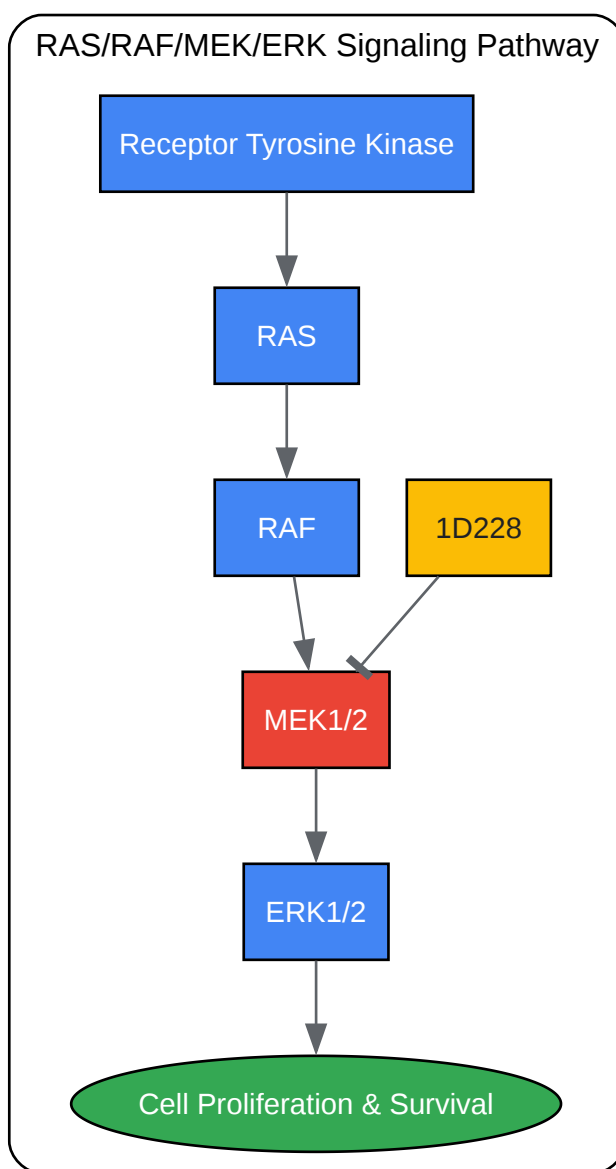 RAS/RAF/MEK/ERK Signaling Pathway
Receptor Tyrosine Kinase
RAS
RAF
1D228
MEK1/2
ERK1/2
Cell Proliferation & Survival